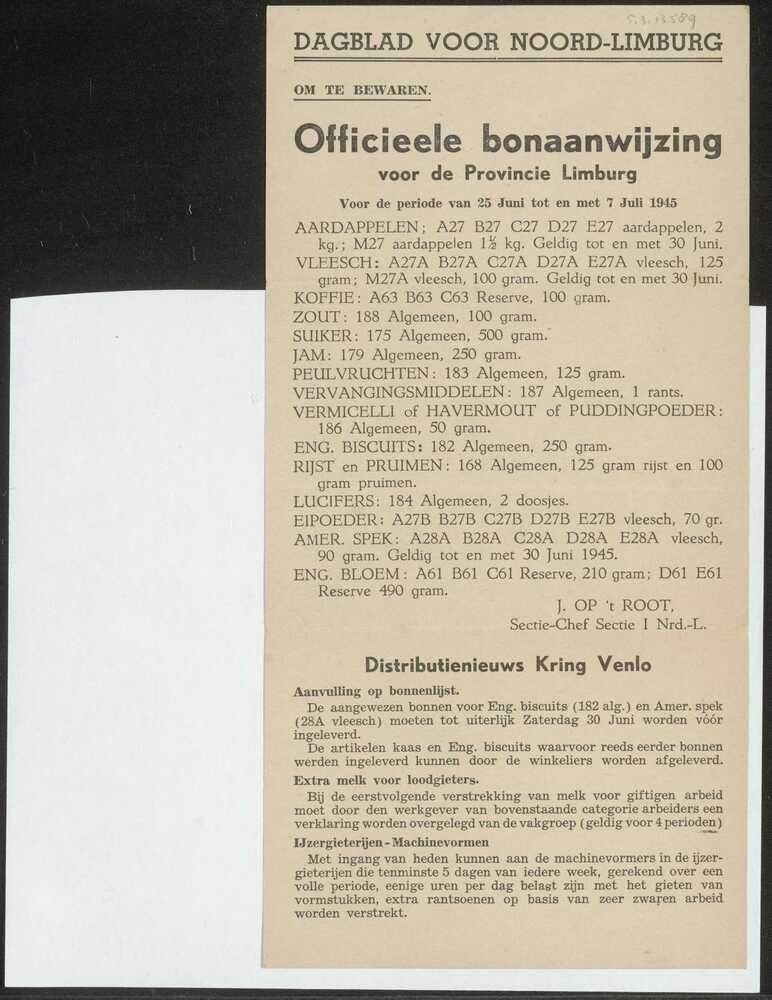 5.3.13589
DAGBLAD VOOR NOORD-LIMBURG
OM TE BEWAREN.
Officieele bonaanwijzing
voor de Provincie Limburg
Voor de periode van 25 Juni tot en met 7 Juli 1945
AARDAPPELEN; A27 B27 C27 D27 E27 aardappelen, 2
kg.; M27 aardappelen 1½ kg. Geldig tot en met 30 Juni.
VLEESCH: A27A B27A C27A D27A E27A vleesch, 125
gram; M27A vleesch, 100 gram. Geldig tot en met 30 Juni.
KOFFIE: A63 B63 C63 Reserve, 100 gram.
ZOUT: 188 Algemeen, 100 gram.
SUIKER: 175 Algemeen, 500 gram.
JAM: 179 Algemeen, 250 gram.
PEULVRUCHTEN: 183 Algemeen, 125 gram.
VERVANGINGSMIDDELEN: 187 Algemeen, 1 rants.
VERMICELLI of HAVERMOUT of PUDDINGPOEDER:
186 Algemeen, 50 gram.
ENG. BISCUITS: 182 Algemeen, 250 gram.
RIJST en PRUIMEN: 168 Algemeen, 125 gram rijst en 100
gram pruimen.
LUCIFERS: 184 Algemeen, 2 doosjes.
EIPOEDER: A27B B27B C27B D27B E27B vleesch, 70 gr.
AMER. SPEK: A28A B28A C28A D28A E28A vleesch,
90 gram. Geldig tot en met 30 Juni 1945.
ENG. BLOEM: A61 B61 C61 Reserve, 210 gram; D61 E61
Reserve 490 gram.
J. OP 't ROOT,
Sectie-Chef Sectie I Nrd.-L.
Distributienieuws Kring Venlo
Aanvulling op bonnenlijst.
De aangewezen bonnen voor Eng. biscuits (182 alg.) en Amer. spek
(28A vleesch) moeten tot uiterlijk Zaterdag 30 Juni worden vóór
ingeleverd.
De artikelen kaas en Eng. biscuits waarvoor reeds eerder bonnen
werden ingeleverd kunnen door de winkeliers worden afgeleverd.
Extra melk voor loodgieters.
Bij de eerstvolgende verstrekking van melk voor giftigen arbeid
moet door den werkgever van bovenstaande categorie arbeiders een
verklaring worden overgelegd van de vakgroep (geldig voor 4 perioden)
IJzergieterijen - Machinevormen
Met ingang van heden kunnen aan de machinevormers in de ijzer-
gieterijen die tenminste 5 dagen van iedere week, gerekend over een
volle periode, eenige uren per dag belast zijn met het gieten van
vormstukken, extra rantsoenen op basis van zeer zwaren arbeid
worden verstrekt.